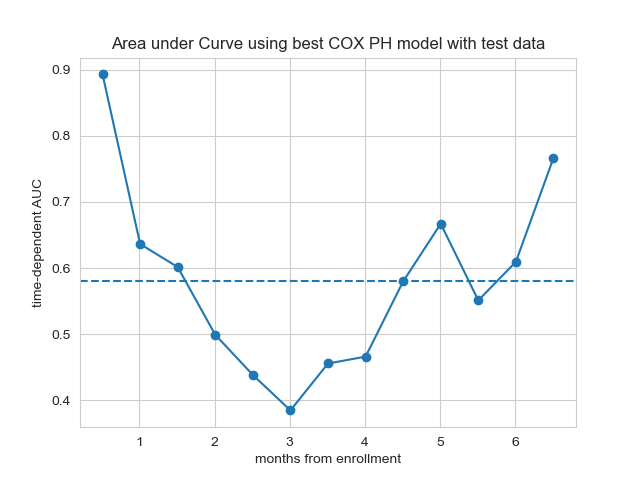 Area under Curve using best COX PH model with test data
time-dependent AUC
0.9
0.8
0.7
0.6
0.5
0.4
1 2 3 4 5 6
months from enrollment